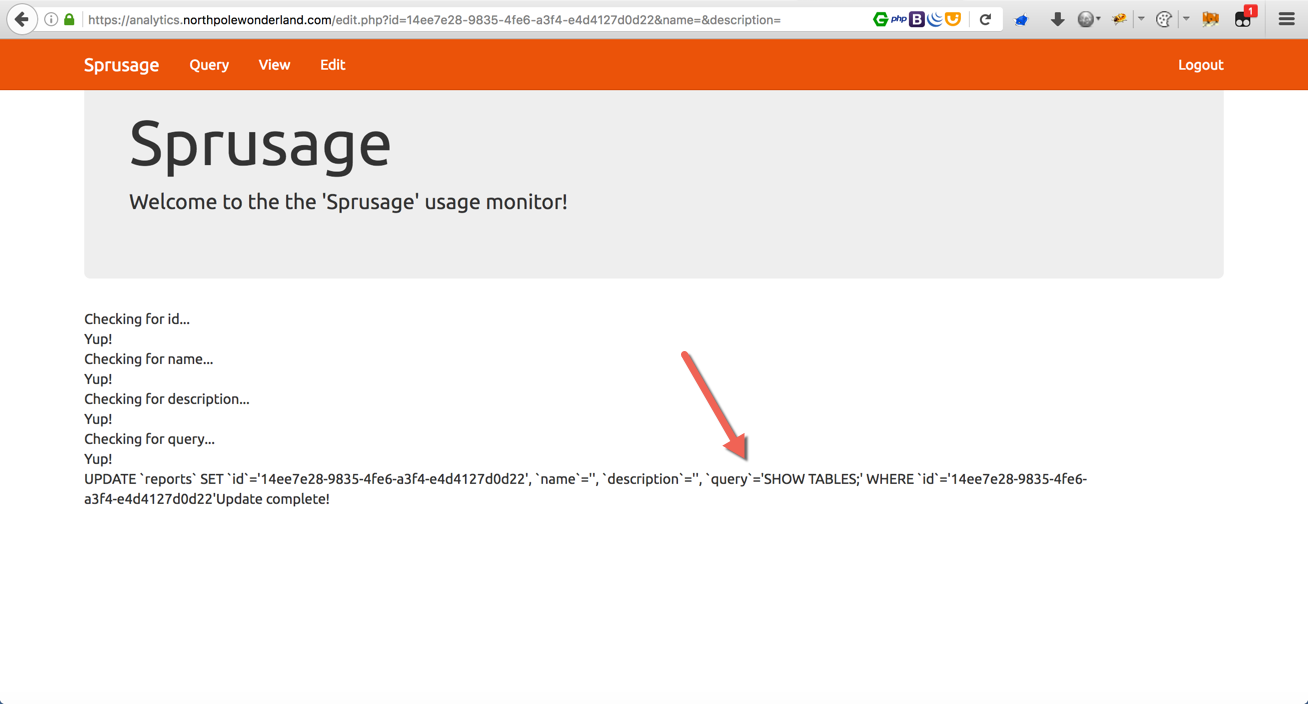 https://analytics.northpolewonderland.com/edit.php?id=14ee7e28-9835-4fe6-a3f4-e4d4127d0d22&name=&description=
php B
1
Sprusage Query View Edit Logout
Sprusage
Welcome to the the 'Sprusage' usage monitor!
Checking for id...
Yup!
Checking for name...
Yup!
Checking for description...
Yup!
Checking for query...
Yup!
UPDATE `reports` SET `id`='14ee7e28-9835-4fe6-a3f4-e4d4127d0d22', `name`='', `description`='', `query`='SHOW TABLES;' WHERE `id`='14ee7e28-9835-4fe6-
a3f4-e4d4127d0d22'Update complete!